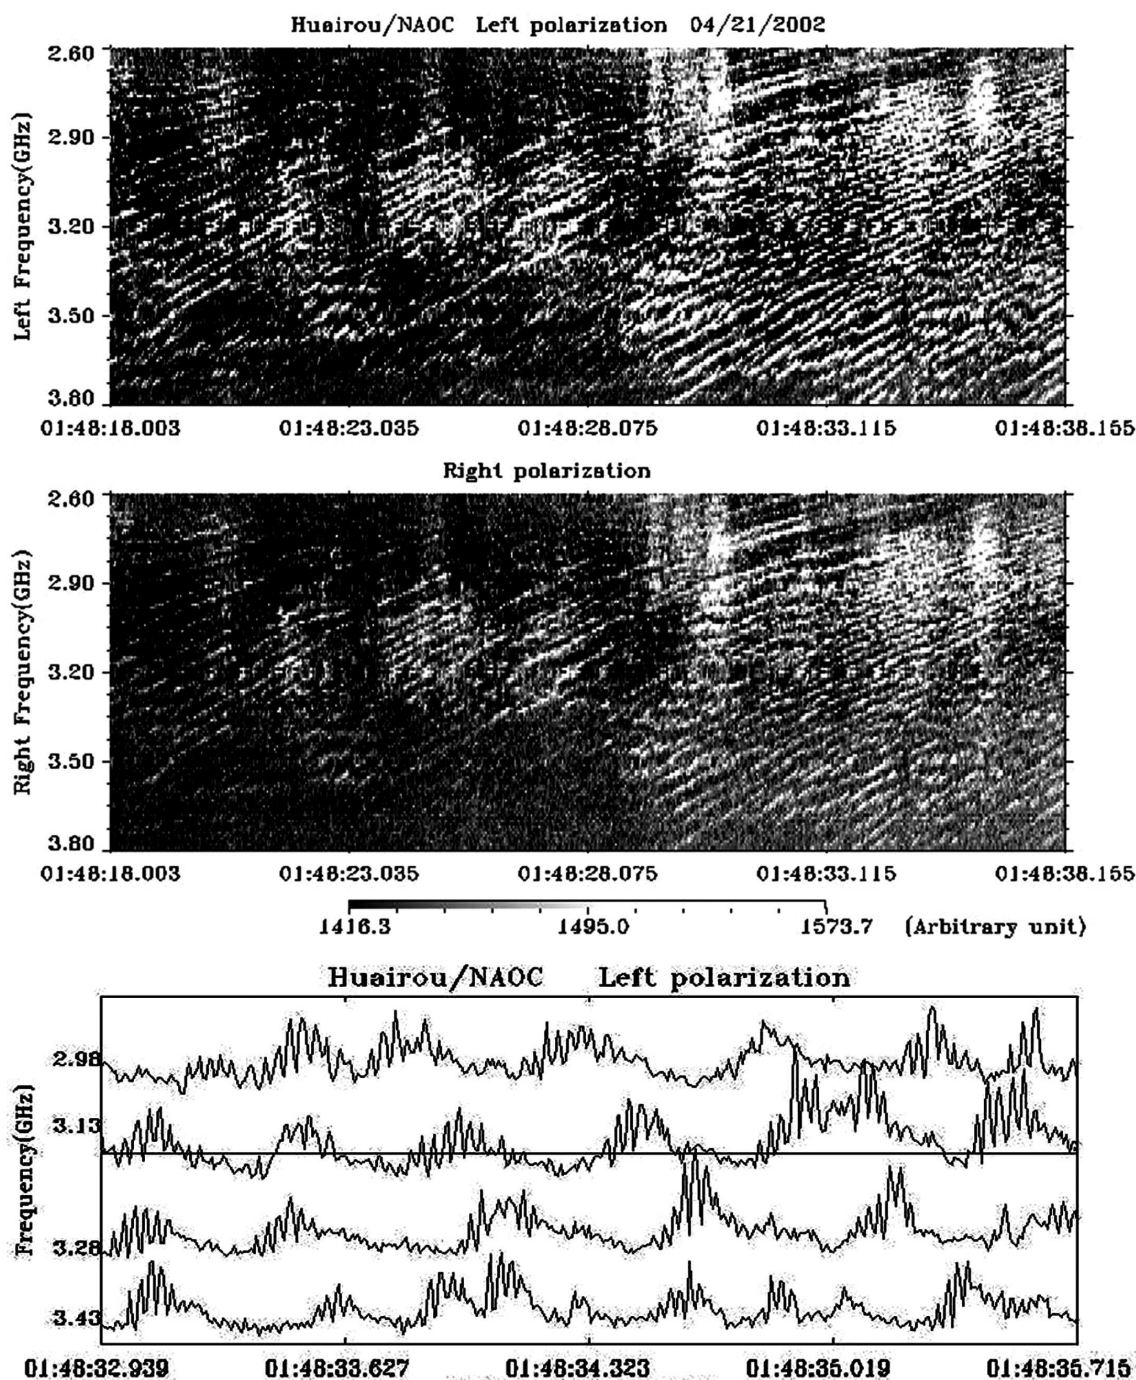 Huairou/NAOC Left polarization 04/21/2002
Left Frequency(GHz)
2.60
2.90
3.20
3.50
3.80
01:48:18.003 01:48:23.035 01:48:28.075 01:48:33.115 01:48:38.155
Right polarization
Right Frequency(GHz)
2.60
2.90
3.20
3.50
3.80
01:48:18.003 01:48:23.035 01:48:28.075 01:48:33.115 01:48:38.155
1416.3 1495.0 1573.7 (Arbitrary unit)
Huairou/NAOC Left polarization
Frequency(GHz)
2.98
3.13
3.28
3.43
01:48:32.939 01:48:33.627 01:48:34.323 01:48:35.019 01:48:35.715